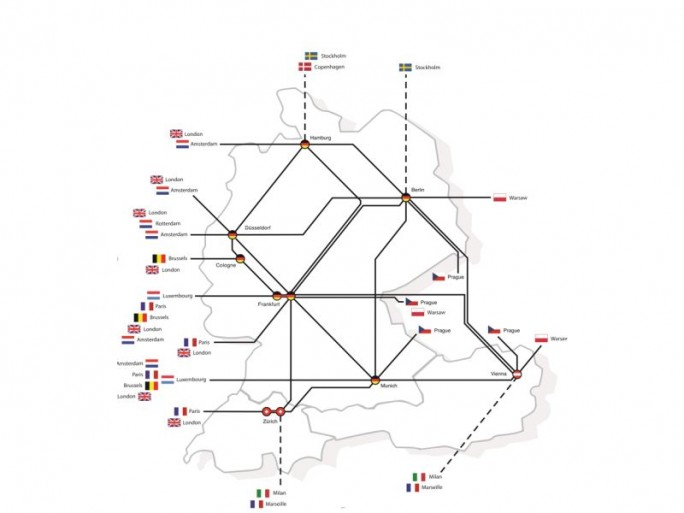 Stockholm
Copenhagen
Stockholm
London
Amsterdam
Hamburg
London
Amsterdam
Berlin
Warsaw
London
Rotterdam
Amsterdam
Düsseldorf
Brussels
London
Cologne
Prague
Luxembourg
Paris
Brussels
London
Amsterdam
Frankfurt
Prague
Warsaw
Paris
London
Prague
Prague
Warsaw
Amsterdam
Paris
Brussels
London
Luxembourg
Munich
Vienna
Paris
London
Zürich
Milan
Marseille
Milan
Marseille